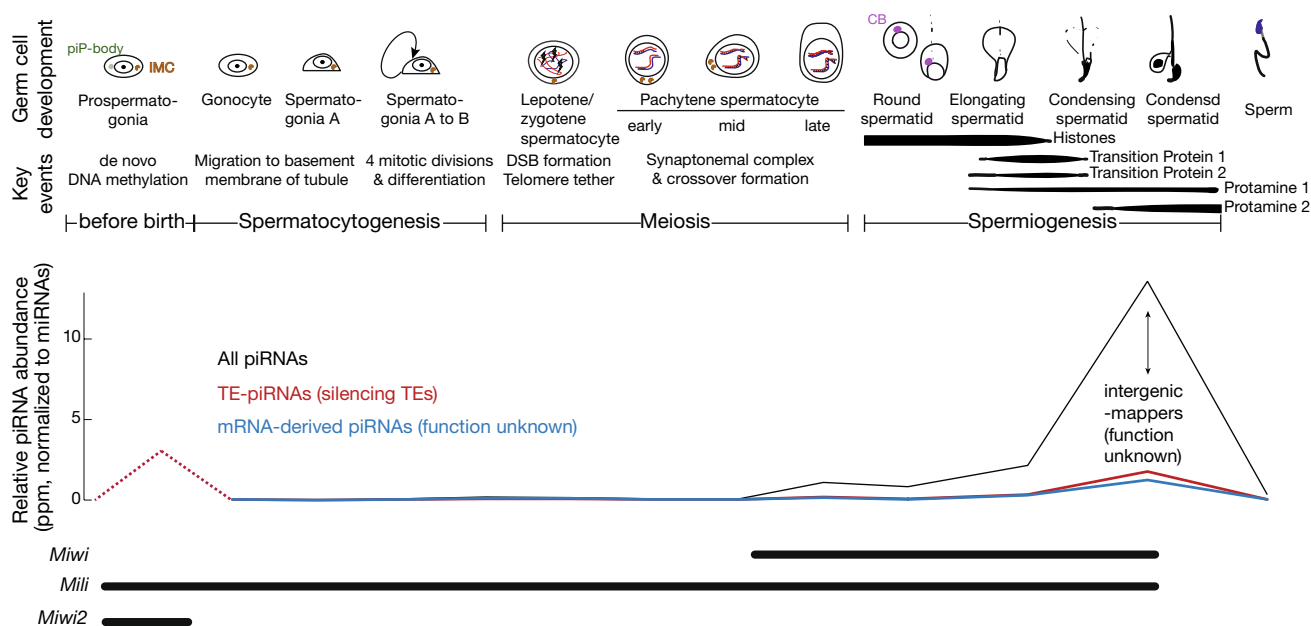 Germ cell
development
piP-body
IMC
CB
Prospermato-
gonia
Gonocyte
Spermato-
gonia A
Spermato-
gonia A to B
Lepotene/
zygotene
spermatocyte
Pachytene spermatocyte
early
mid
late
Round
spermatid
Elongating
spermatid
Condensing
spermatid
Condensd
spermatid
Sperm
Histones
Transition Protein 1
Transition Protein 2
Protamine 1
Protamine 2
Key
events
de novo
DNA methylation
Migration to basement
membrane of tubule
4 mitotic divisions
& differentiation
DSB formation
Telomere tether
Synaptonemal complex
& crossover formation
before birth
Spermatocytogenesis
Meiosis
Spermiogenesis
Relative piRNA abundance
(ppm, normalized to miRNAs)
10
5
0
All piRNAs
TE-piRNAs (silencing TEs)
mRNA-derived piRNAs (function unknown)
intergenic
-mappers
(function
unknown)
Miwi
Mili
Miwi2